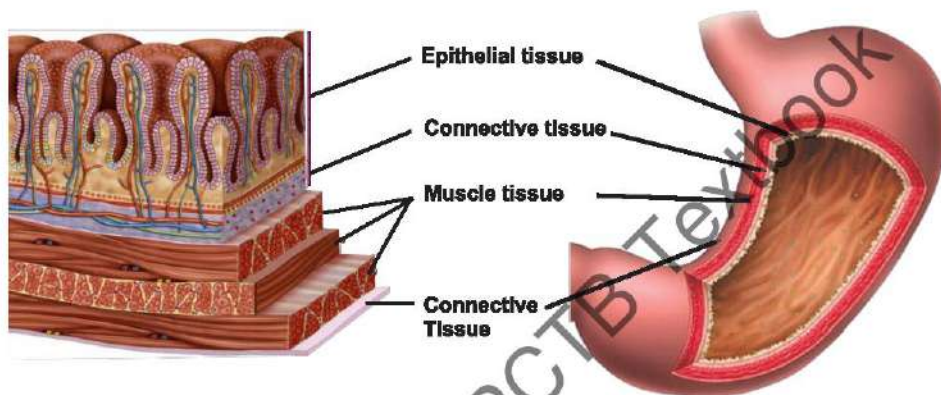 Epithelial tissue
Connective tissue
Muscle tissue
Connective
Tissue
PCTB Textbook